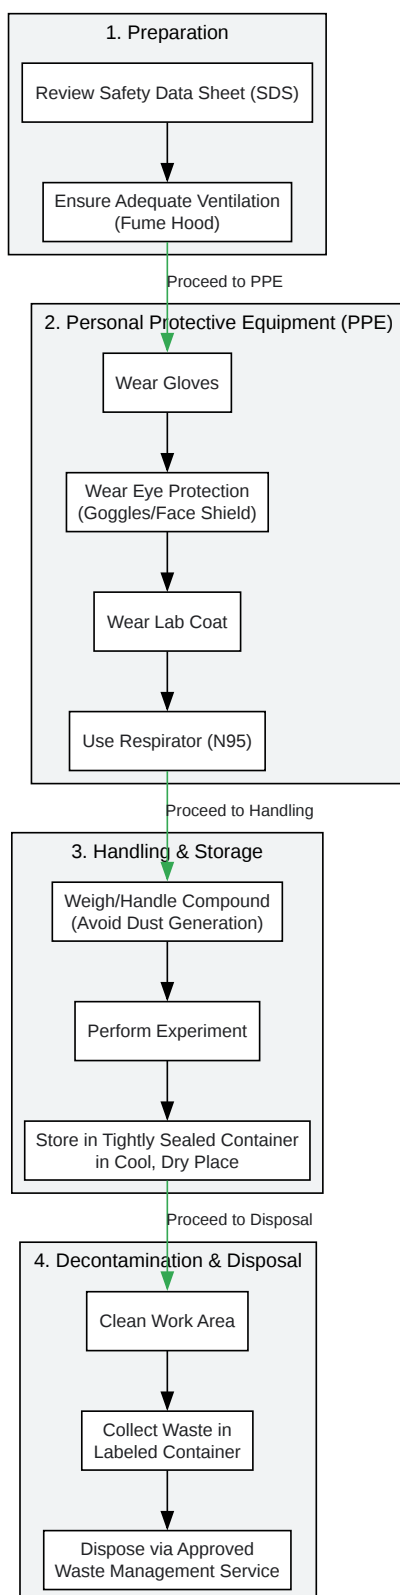 1. Preparation
Review Safety Data Sheet (SDS)
Ensure Adequate Ventilation
(Fume Hood)
Proceed to PPE
2. Personal Protective Equipment (PPE)
Wear Gloves
Wear Eye Protection
(Goggles/Face Shield)
Wear Lab Coat
Use Respirator (N95)
Proceed to Handling
3. Handling & Storage
Weigh/Handle Compound
(Avoid Dust Generation)
Perform Experiment
Store in Tightly Sealed Container
in Cool, Dry Place
Proceed to Disposal
4. Decontamination & Disposal
Clean Work Area
Collect Waste in
Labeled Container
Dispose via Approved
Waste Management Service